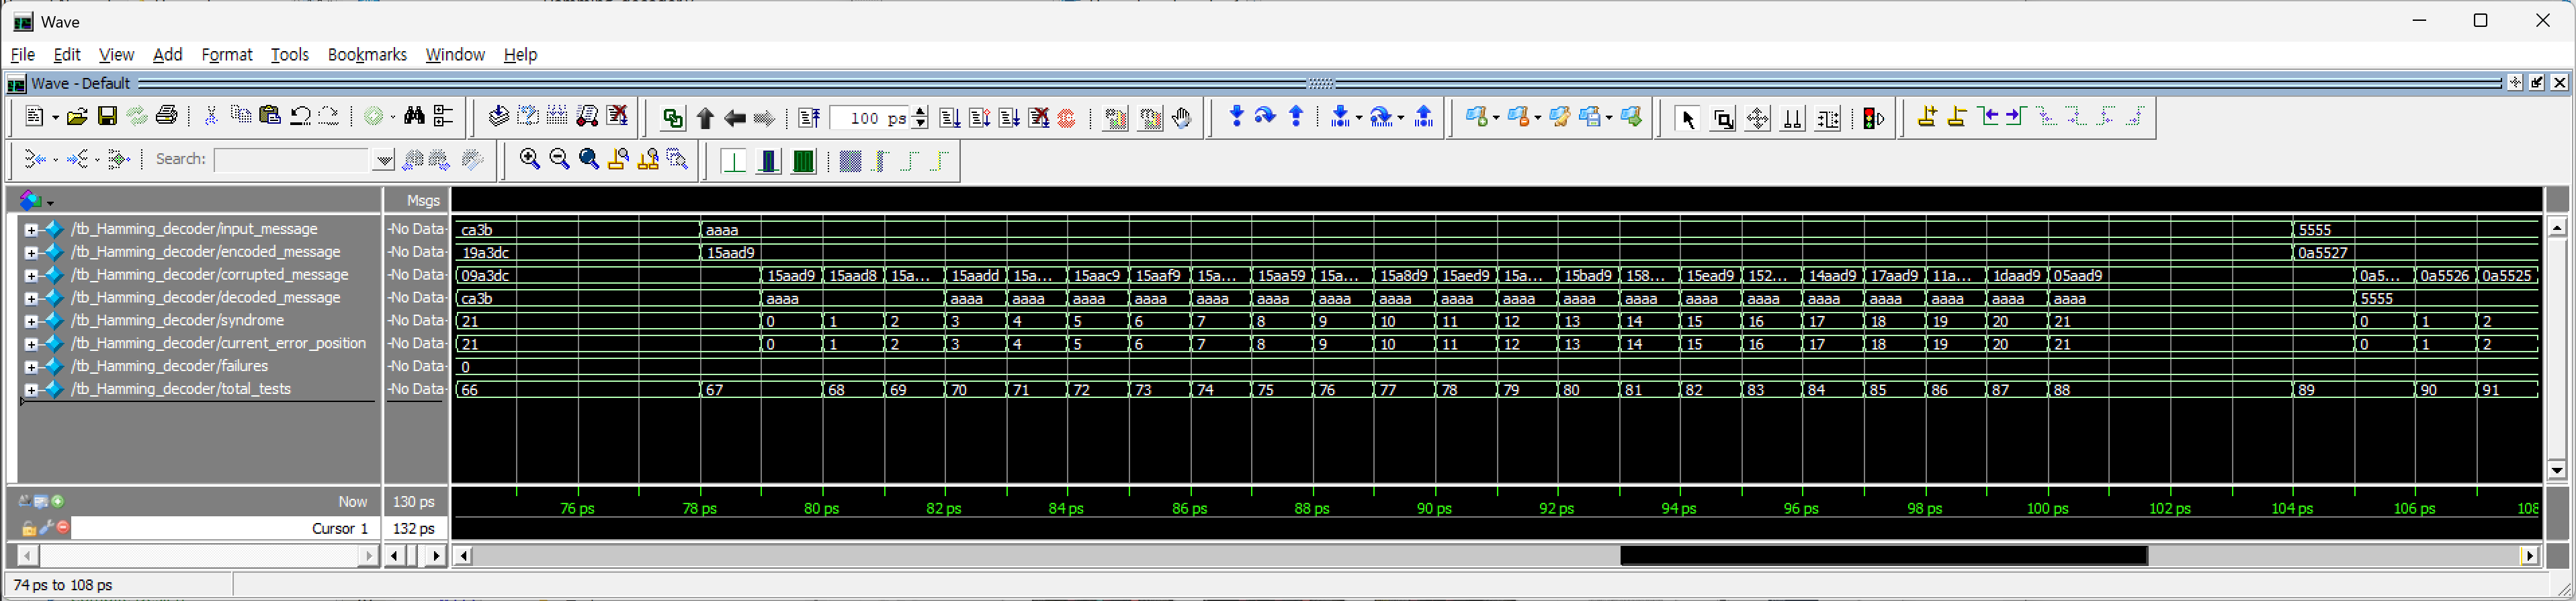 Wave
File Edit View Add Format Tools Bookmarks Window Help
Wave - Default
100 ps
Search:
Msgs
/tb_Hamming_decoder/input_message -No Data- ca3b aaaa 5555
/tb_Hamming_decoder/encoded_message -No Data- 19a3dc 15aad9 0a5527
/tb_Hamming_decoder/corrupted_message -No Data- 09a3dc 15aad9 15aad8 15a... 15aadd 15a... 15aac9 15aaf9 15a... 15aa59 15a... 15a8d9 15aed9 15a... 15bad9 158... 15ead9 152... 14aad9 17aad9 11a... 1daad9 05aad9 0a5... 0a5526 0a5525
/tb_Hamming_decoder/decoded_message -No Data- ca3b aaaa aaaa aaaa aaaa aaaa aaaa aaaa aaaa aaaa aaaa aaaa aaaa aaaa aaaa aaaa aaaa aaaa aaaa aaaa aaaa 5555
/tb_Hamming_decoder/syndrome -No Data- 21 0 1 2 3 4 5 6 7 8 9 10 11 12 13 14 15 16 17 18 19 20 21 0 1 2
/tb_Hamming_decoder/current_error_position -No Data- 21 0 1 2 3 4 5 6 7 8 9 10 11 12 13 14 15 16 17 18 19 20 21 0 1 2
/tb_Hamming_decoder/failures -No Data- 0
/tb_Hamming_decoder/total_tests -No Data- 66 67 68 69 70 71 72 73 74 75 76 77 78 79 80 81 82 83 84 85 86 87 88 89 90 91
Now 130 ps 76 ps 78 ps 80 ps 82 ps 84 ps 86 ps 88 ps 90 ps 92 ps 94 ps 96 ps 98 ps 100 ps 102 ps 104 ps 106 ps 108
Cursor 1 132 ps
74 ps to 108 ps